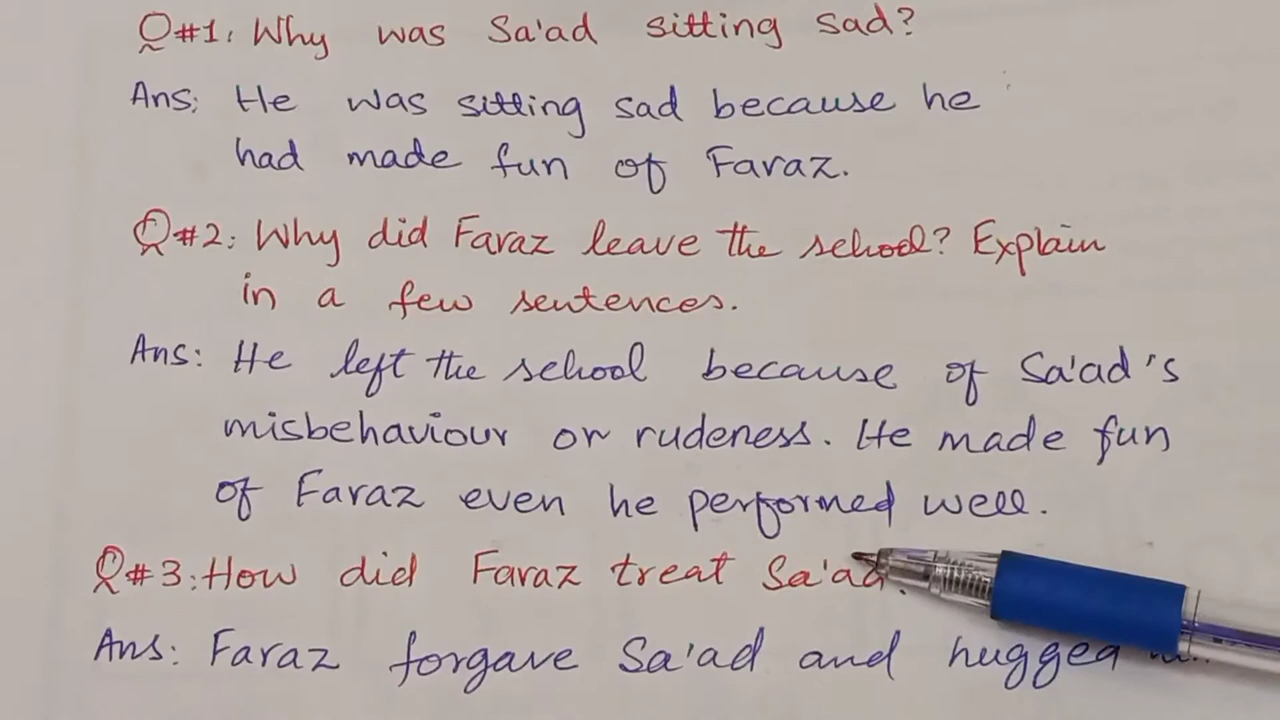 Q#1: Why was Sa'ad sitting sad?
Ans: He was sitting sad because he
had made fun of Faraz.
Q#2: Why did Faraz leave the school? Explain
in a few sentences.
Ans: He left the school because of Sa'ad's
misbehaviour or rudeness. He made fun
of Faraz even he performed well.
Q#3: How did Faraz treat Sa'ad
Ans: Faraz forgave Sa'ad and hugged